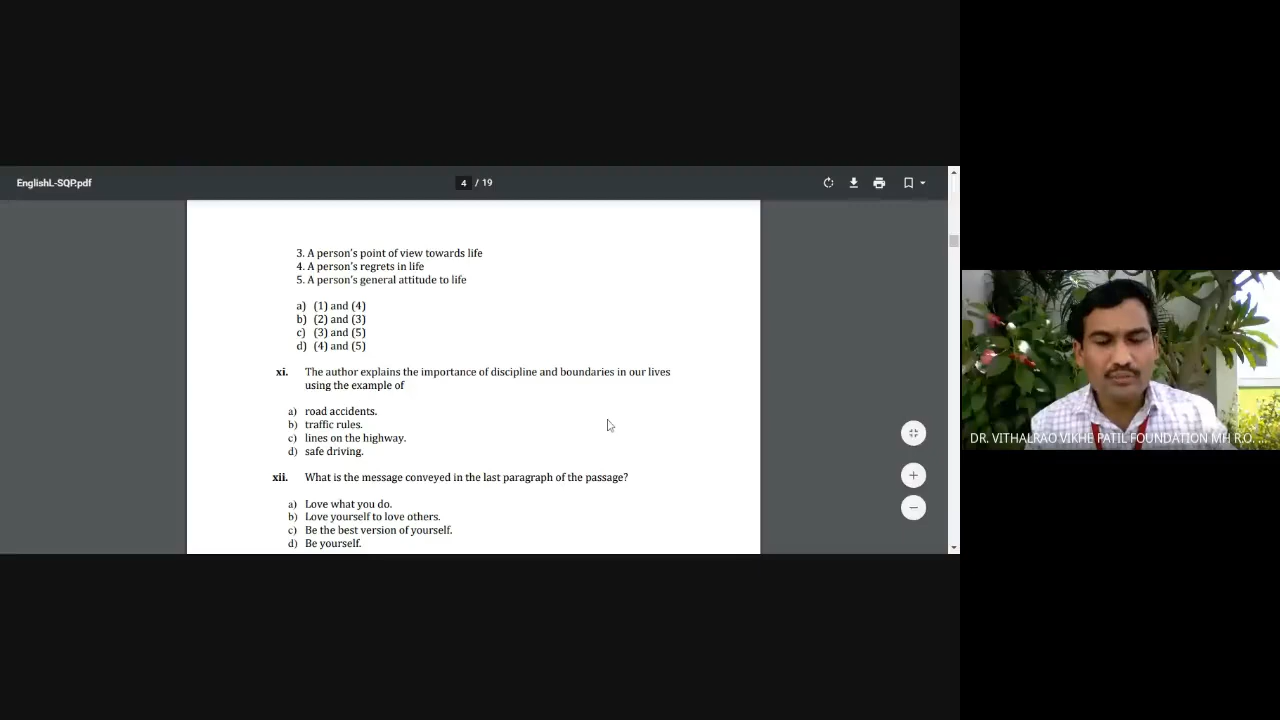 EnglishL-SQP.pdf
4 / 19
3. A person's point of view towards life
4. A person's regrets in life
5. A person's general attitude to life
a) (1) and (4)
b) (2) and (3)
c) (3) and (5)
d) (4) and (5)
xi. The author explains the importance of discipline and boundaries in our lives
using the example of
a) road accidents.
b) traffic rules.
c) lines on the highway.
d) safe driving.
xii. What is the message conveyed in the last paragraph of the passage?
a) Love what you do.
b) Love yourself to love others.
c) Be the best version of yourself.
d) Be yourself.
DR. VITHALRAO VIKHE PATIL FOUNDATION MH R.O. ...